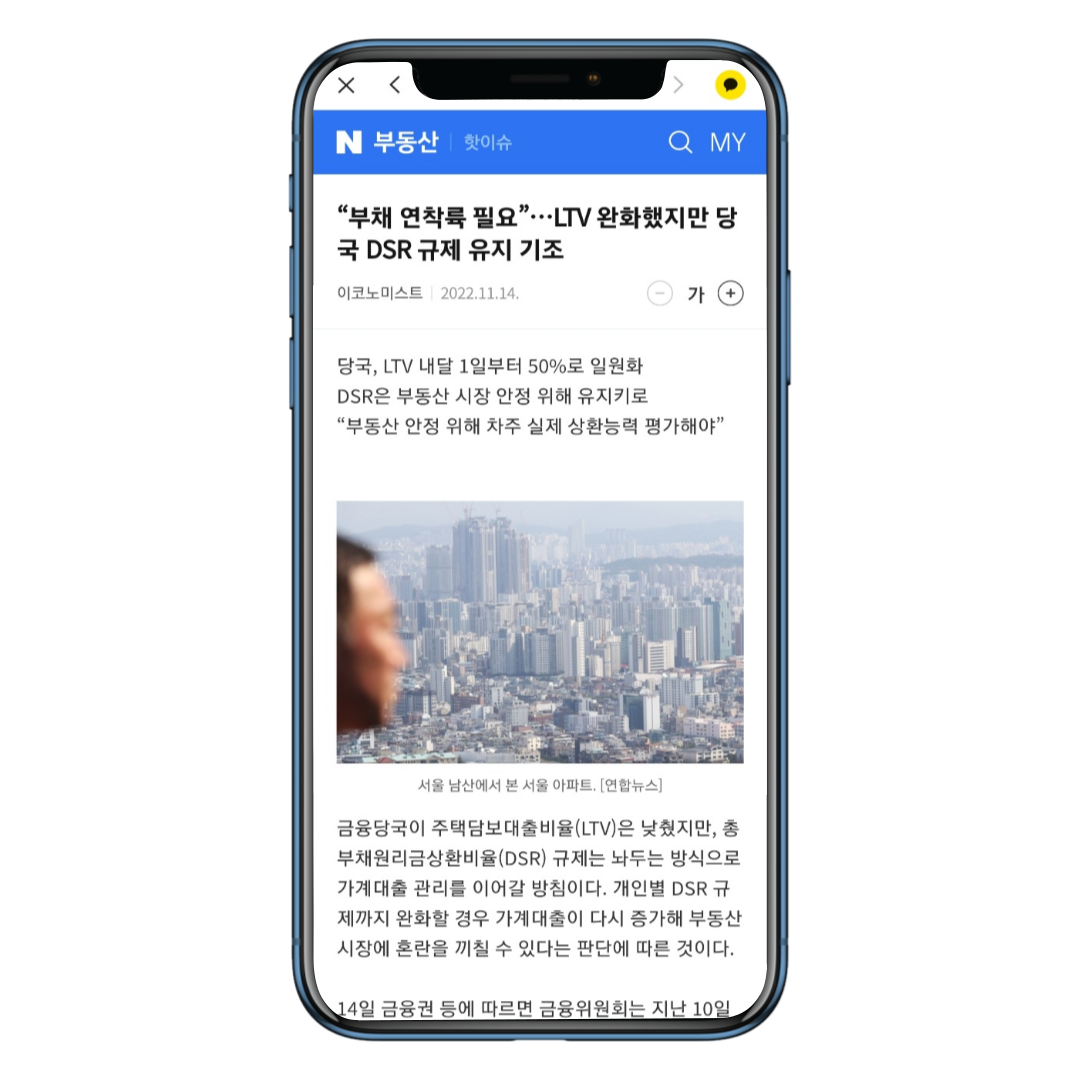 N 부동산 핫이슈 MY
“부채 연착륙 필요”…LTV 완화했지만 당
국 DSR 규제 유지 기조
이코노미스트 2022.11.14. 가
당국, LTV 내달 1일부터 50%로 일원화
DSR은 부동산 시장 안정 위해 유지키로
“부동산 안정 위해 차주 실제 상환능력 평가해야”
서울 남산에서 본 서울 아파트. [연합뉴스]
금융당국이 주택담보대출비율(LTV)은 낮췄지만, 총
부채원리금상환비율(DSR) 규제는 놔두는 방식으로
가계대출 관리를 이어갈 방침이다. 개인별 DSR 규
제까지 완화할 경우 가계대출이 다시 증가해 부동산
시장에 혼란을 끼칠 수 있다는 판단에 따른 것이다.
14일 금융권 등에 따르면 금융위원회는 지난 10일